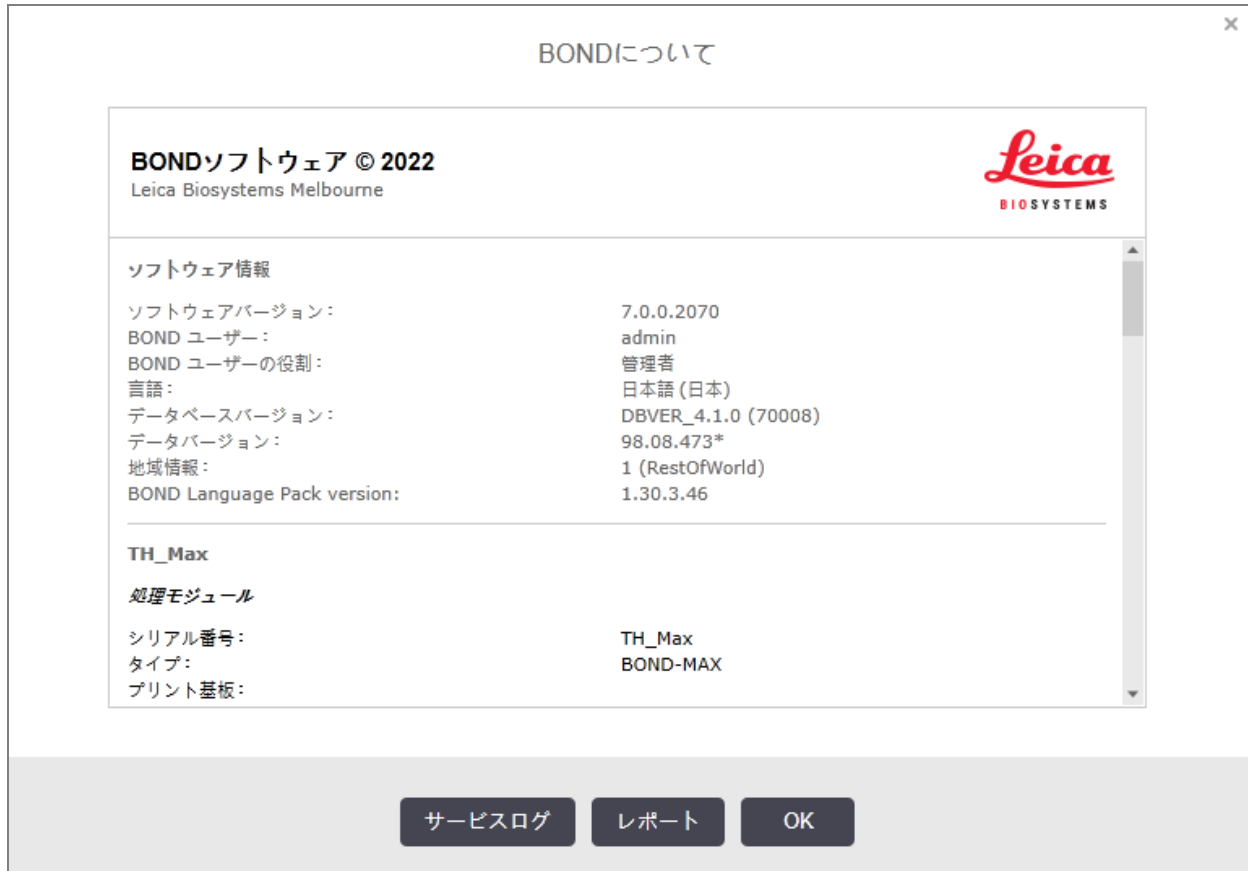 ×
BONDについて
BONDソフトウェア © 2022
Leica Biosystems Melbourne
Leica
BIOSYSTEMS
ソフトウェア情報
ソフトウェアバージョン: 7.0.0.2070
BOND ユーザー: admin
BOND ユーザーの役割: 管理者
言語: 日本語 (日本)
データベースバージョン: DBVER_4.1.0 (70008)
データバージョン: 98.08.473*
地域情報: 1 (RestOfWorld)
BOND Language Pack version: 1.30.3.46
TH_Max
処理モジュール
シリアル番号: TH_Max
タイプ: BOND-MAX
プリント基板:
サービスログ レポート OK